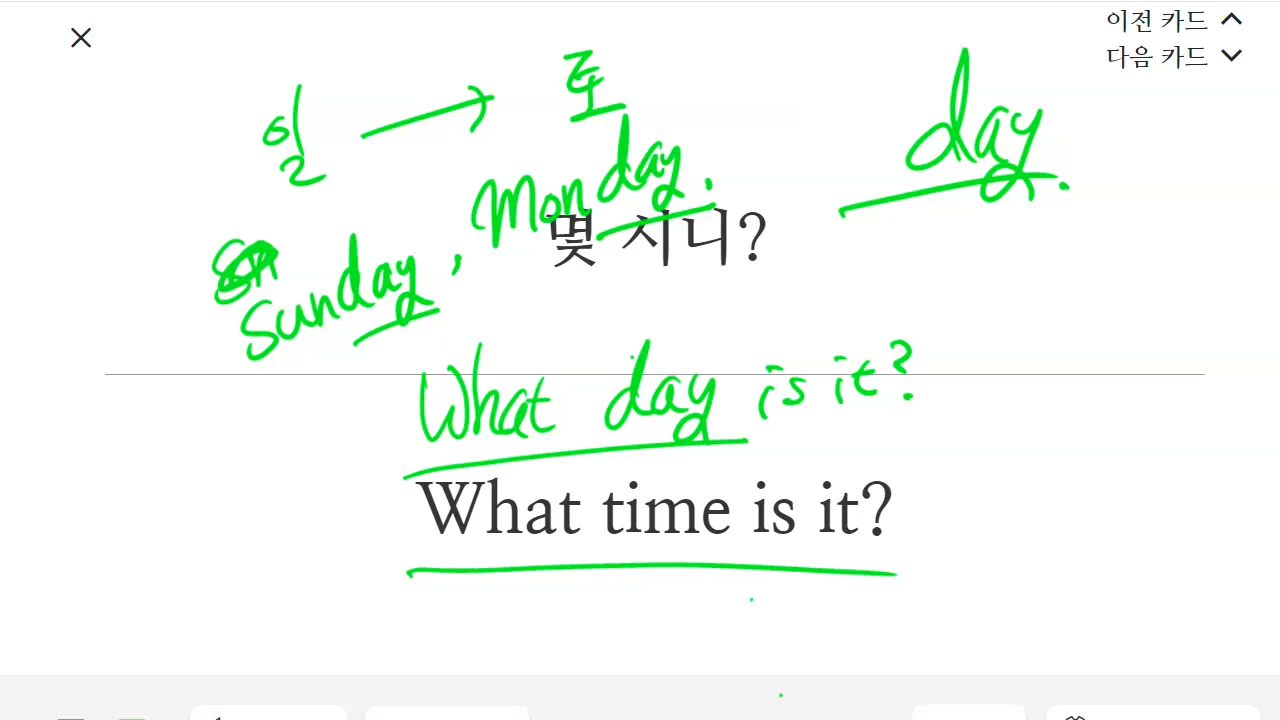 이전 카드
다음 카드
일 → 토
day.
Sunday, Monday.
몇 시니?
What day is it?
What time is it?